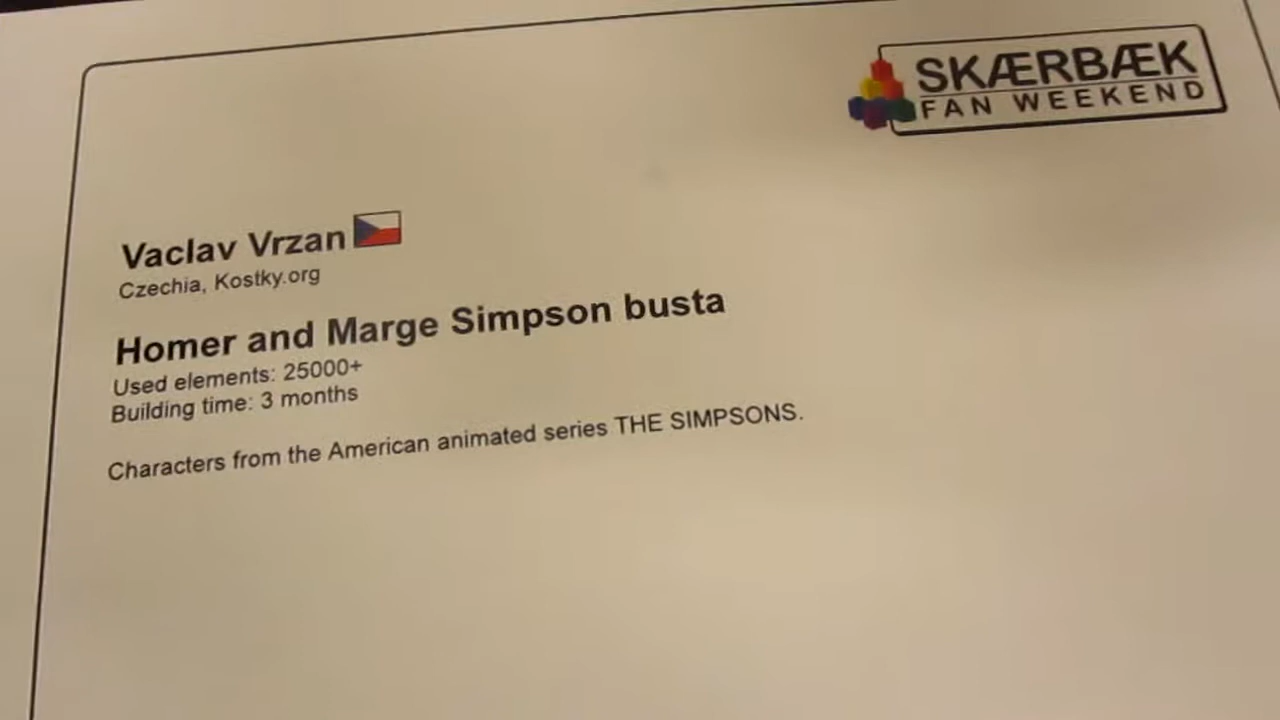 SKÆRBÆK
FAN WEEKEND
Vaclav Vrzan
Czechia, Kostky.org
Homer and Marge Simpson busta
Used elements: 25000+
Building time: 3 months
Characters from the American animated series THE SIMPSONS.